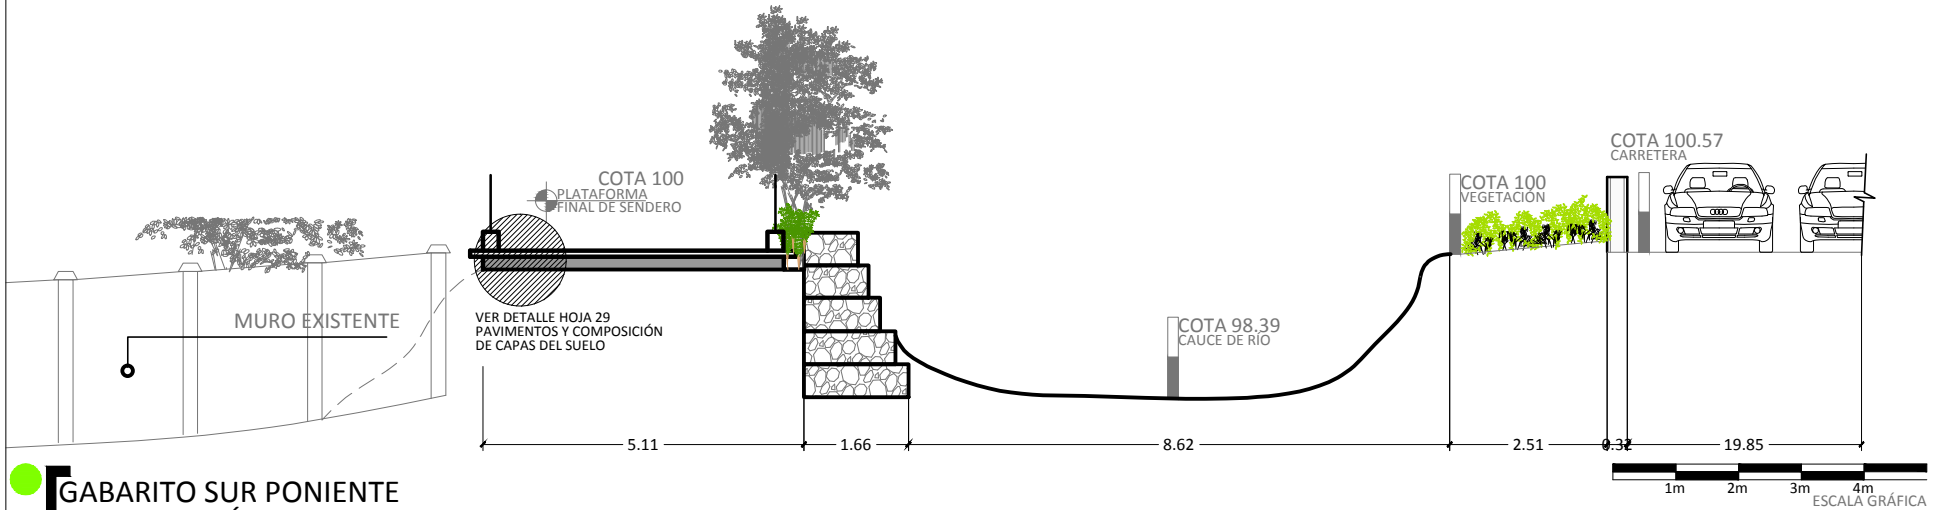 COTA 100
PLATAFORMA
FINAL DE SENDERO
COTA 100.57
CARRETERA
COTA 100
VEGETACIÓN
MURO EXISTENTE
VER DETALLE HOJA 29
PAVIMENTOS Y COMPOSICIÓN
DE CAPAS DEL SUELO
COTA 98.39
CAUCE DE RÍO
5.11
1.66
8.62
2.51
0.32
19.85
GABARITO SUR PONIENTE
1m 2m 3m 4m
ESCALA GRÁFICA